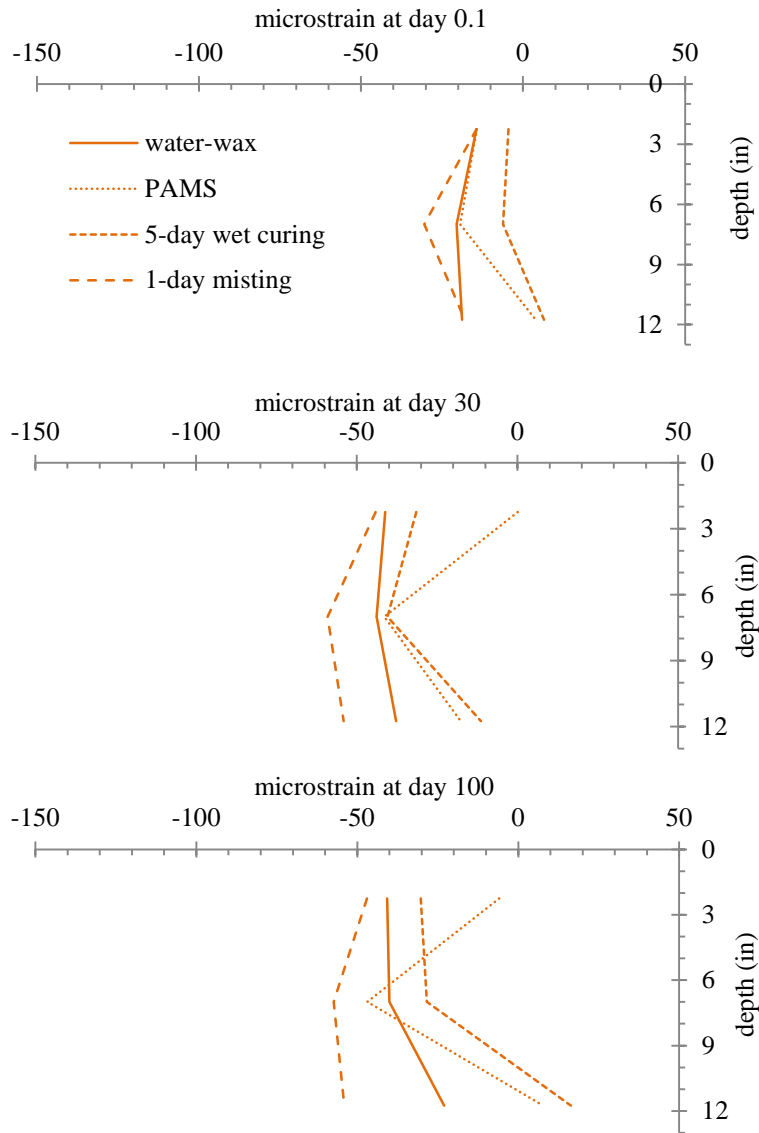 microstrain at day 0.1
-150 -100 -50 0 50
0
3
water-wax
PAMS
6
5-day wet curing
9
1-day misting
12
depth (in)
microstrain at day 30
-150 -100 -50 0 50
0
3
6
9
12
depth (in)
microstrain at day 100
-150 -100 -50 0 50
0
3
6
9
12
depth (in)